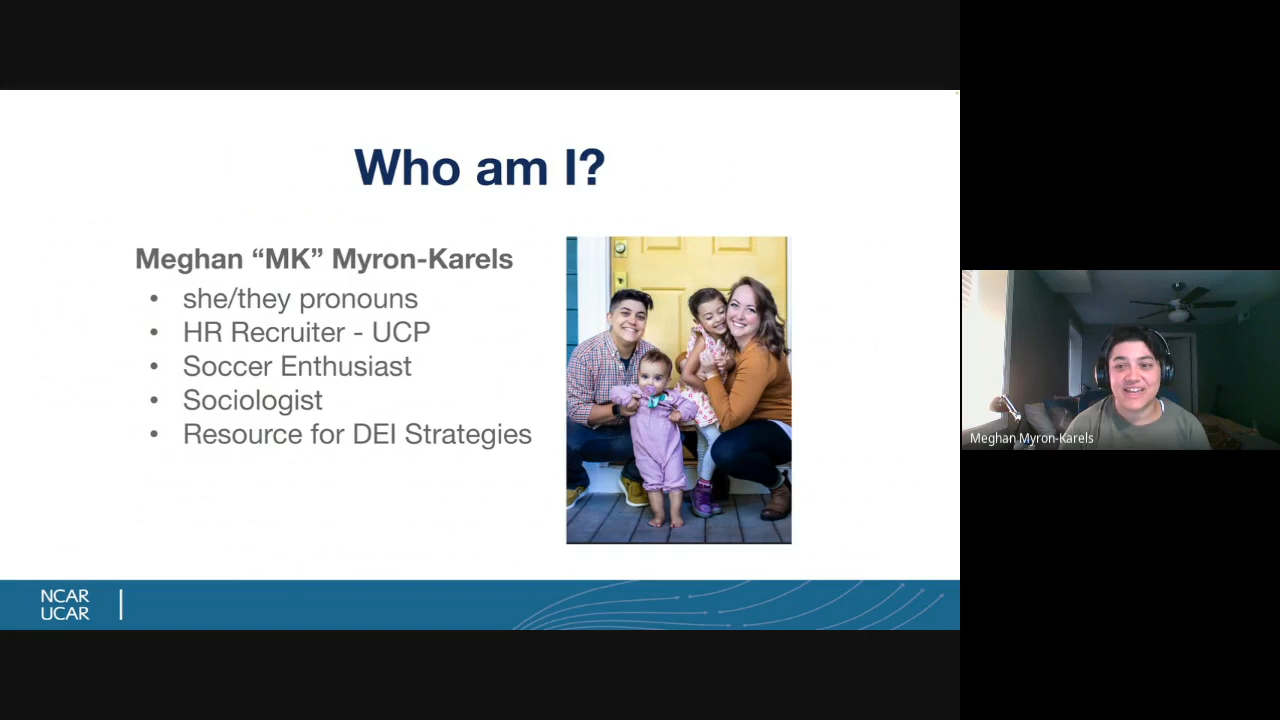 Who am I?
Meghan “MK” Myron-Karels
• she/they pronouns
• HR Recruiter - UCP
• Soccer Enthusiast
• Sociologist
• Resource for DEI Strategies
NCAR
UCAR
Meghan Myron-Karels